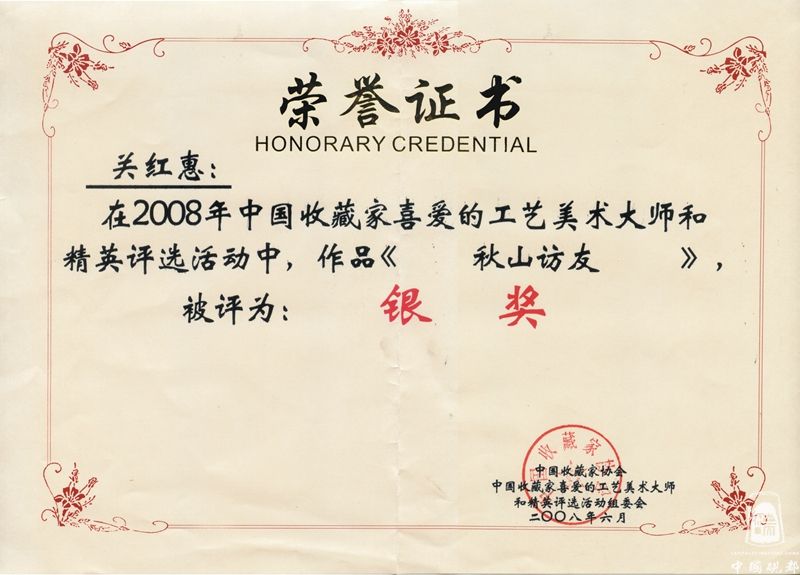 荣誉证书
HONORARY CREDENTIAL
关红惠：
在2008年中国收藏家喜爱的工艺美术大师和
精英评选活动中，作品《 秋山访友 》，
被评为： 银 奖
中国收藏家协会
中国收藏家喜爱的工艺美术大师
和精英评选活动组委会
二〇〇八年六月